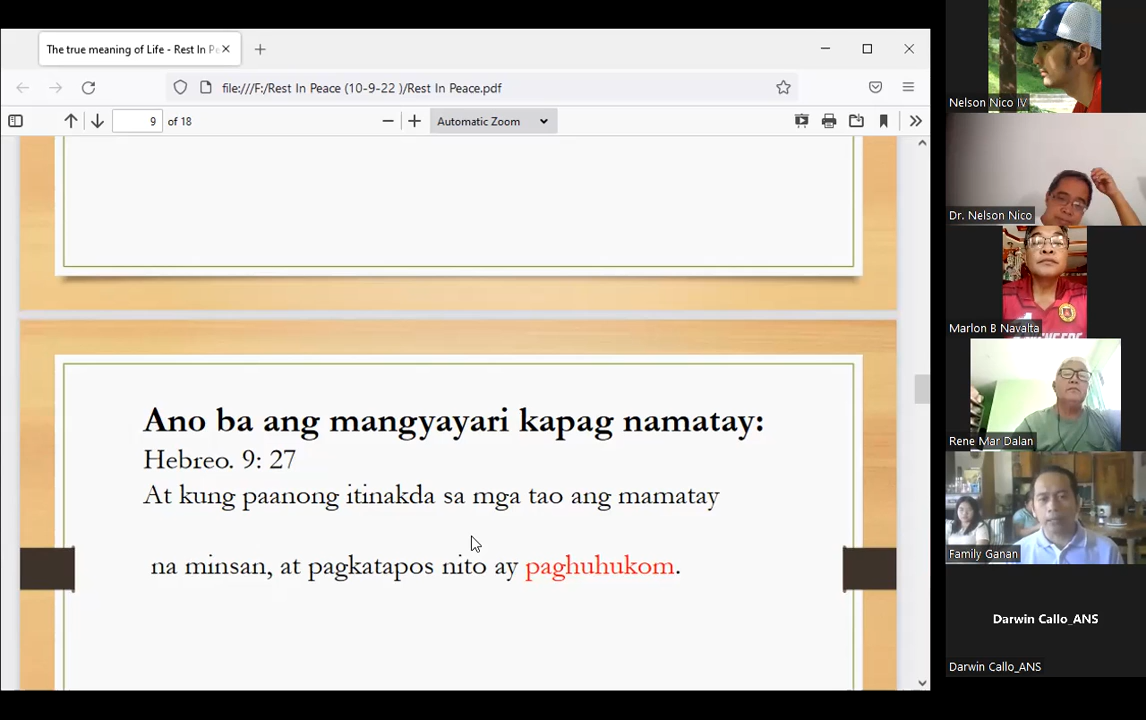 The true meaning of Life - Rest In P
file:///F:/Rest In Peace (10-9-22 )/Rest In Peace.pdf
9 of 18
Automatic Zoom
Ano ba ang mangyayari kapag namatay:
Hebreo. 9: 27
At kung paanong itinakda sa mga tao ang mamatay
na minsan, at pagkatapos nito ay paghuhukom.
Nelson Nico IV
Dr. Nelson Nico
Marlon B Navalta
Rene Mar Dalan
Family Ganan
Darwin Callo_ANS
Darwin Callo_ANS